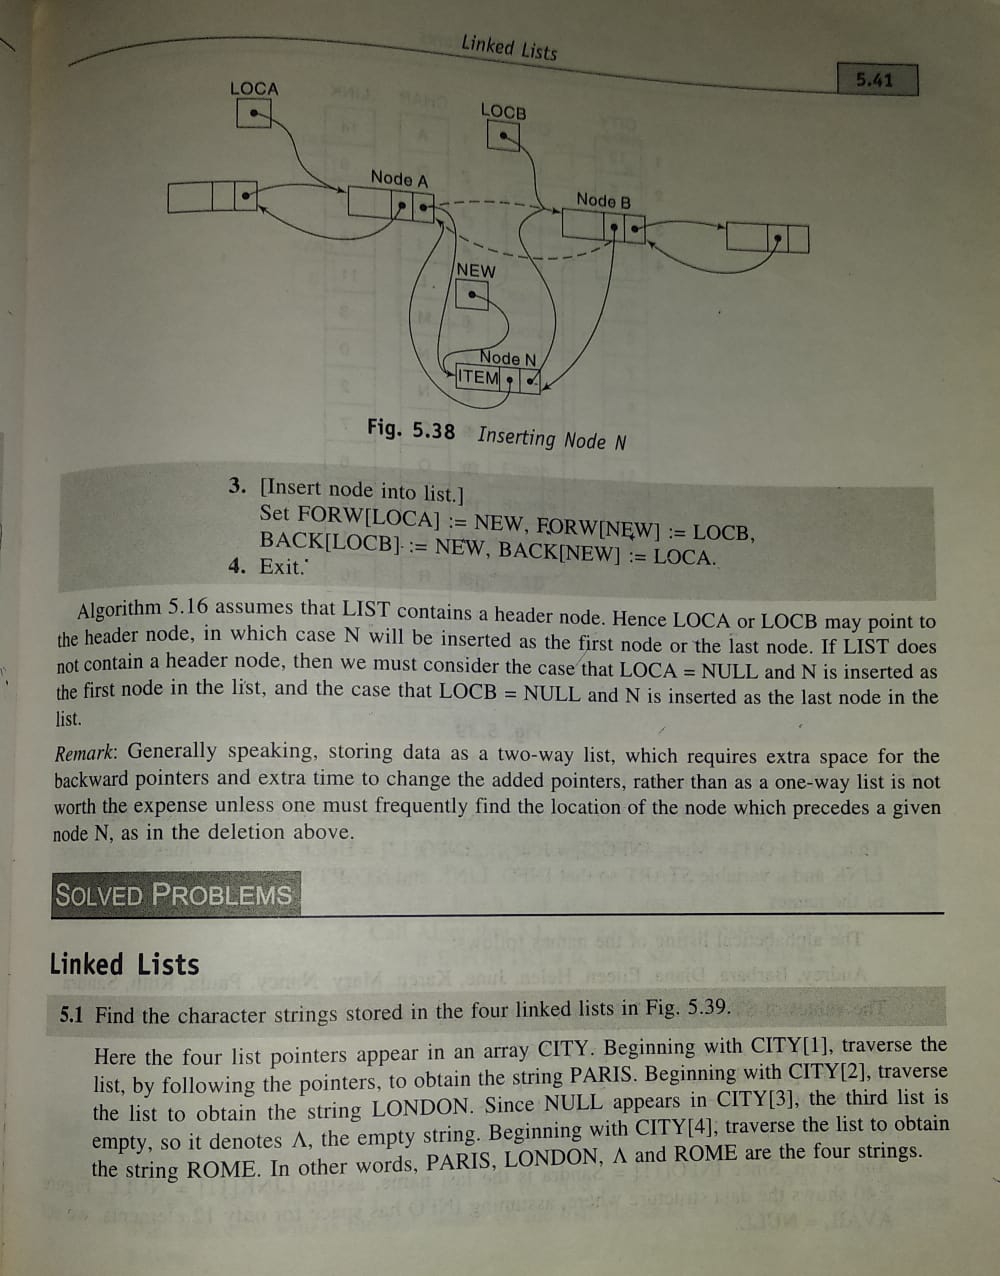 Linked Lists
5.41
LOCA
LOCB
Node A
Node B
NEW
Node N
ITEM
Fig. 5.38 Inserting Node N
3. [Insert node into list.]
Set FORW[LOCA] := NEW, FORW[NEW] := LOCB,
BACK[LOCB] := NEW, BACK[NEW] := LOCA.
4. Exit.
Algorithm 5.16 assumes that LIST contains a header node. Hence LOCA or LOCB may point to
the header node, in which case N will be inserted as the first node or the last node. If LIST does
not contain a header node, then we must consider the case that LOCA = NULL and N is inserted as
the first node in the list, and the case that LOCB = NULL and N is inserted as the last node in the
list.
Remark: Generally speaking, storing data as a two-way list, which requires extra space for the
backward pointers and extra time to change the added pointers, rather than as a one-way list is not
worth the expense unless one must frequently find the location of the node which precedes a given
node N, as in the deletion above.
SOLVED PROBLEMS
Linked Lists
5.1 Find the character strings stored in the four linked lists in Fig. 5.39.
Here the four list pointers appear in an array CITY. Beginning with CITY[1], traverse the
list, by following the pointers, to obtain the string PARIS. Beginning with CITY[2], traverse
the list to obtain the string LONDON. Since NULL appears in CITY[3], the third list is
empty, so it denotes Λ, the empty string. Beginning with CITY[4], traverse the list to obtain
the string ROME. In other words, PARIS, LONDON, Λ and ROME are the four strings.